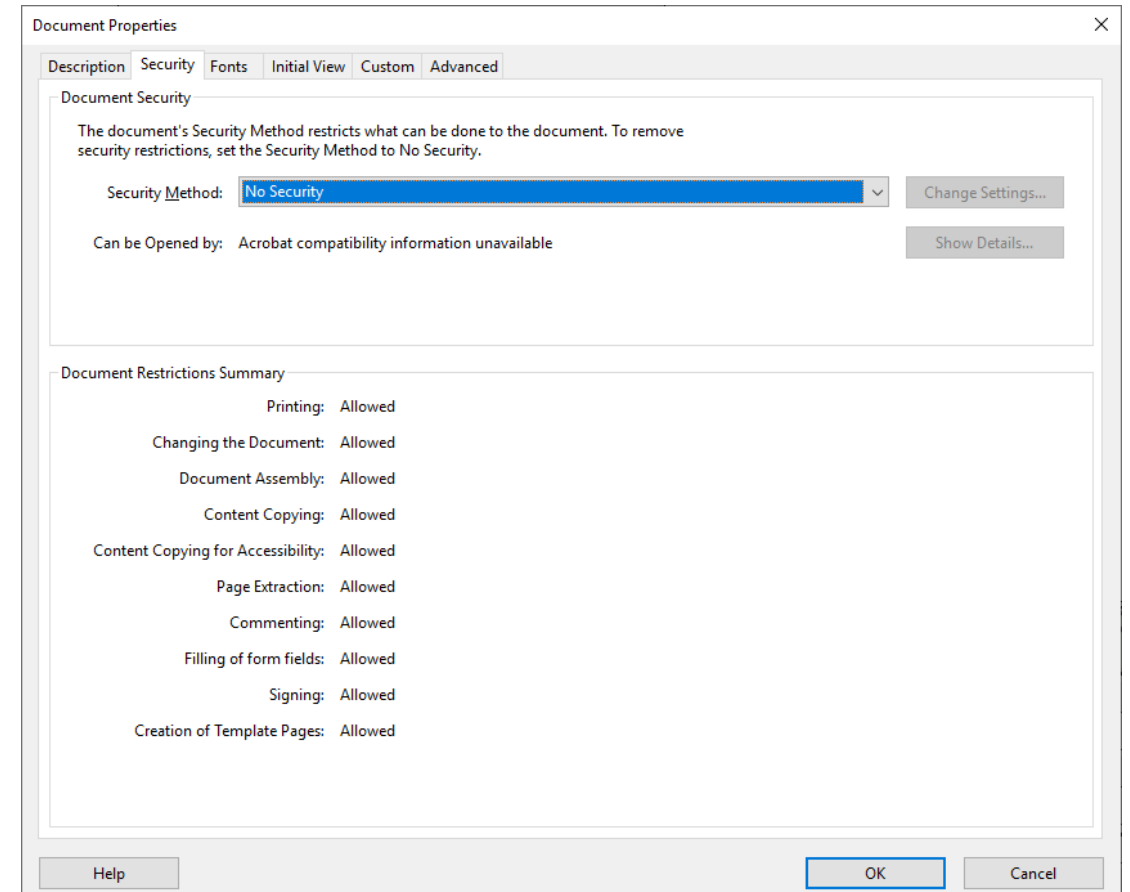 Document Properties
Description Security Fonts Initial View Custom Advanced
Document Security
The document's Security Method restricts what can be done to the document. To remove
security restrictions, set the Security Method to No Security.
Security Method: No Security Change Settings...
Can be Opened by: Acrobat compatibility information unavailable Show Details...
Document Restrictions Summary
Printing: Allowed
Changing the Document: Allowed
Document Assembly: Allowed
Content Copying: Allowed
Content Copying for Accessibility: Allowed
Page Extraction: Allowed
Commenting: Allowed
Filling of form fields: Allowed
Signing: Allowed
Creation of Template Pages: Allowed
Help OK Cancel